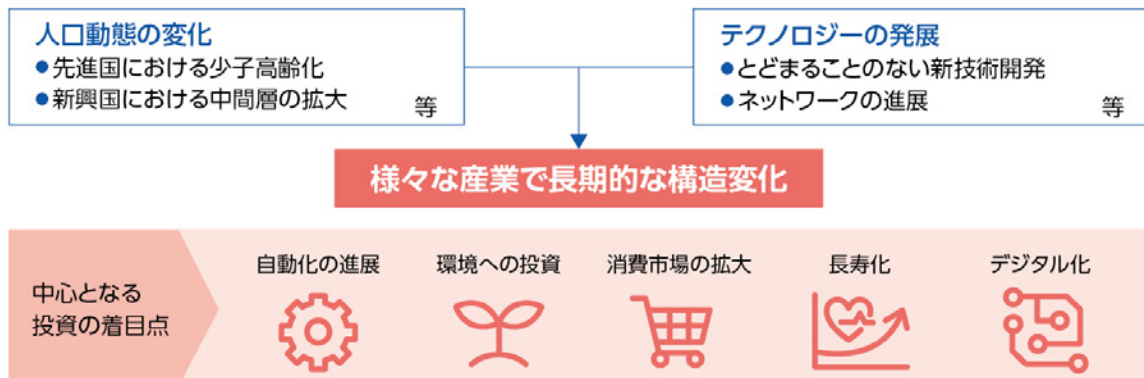 人口動態の変化
●先進国における少子高齢化
●新興国における中間層の拡大
等
テクノロジーの発展
●とどまることのない新技術開発
●ネットワークの進展
等
様々な産業で長期的な構造変化
中心となる
投資の着目点
自動化の進展
環境への投資
消費市場の拡大
長寿化
デジタル化